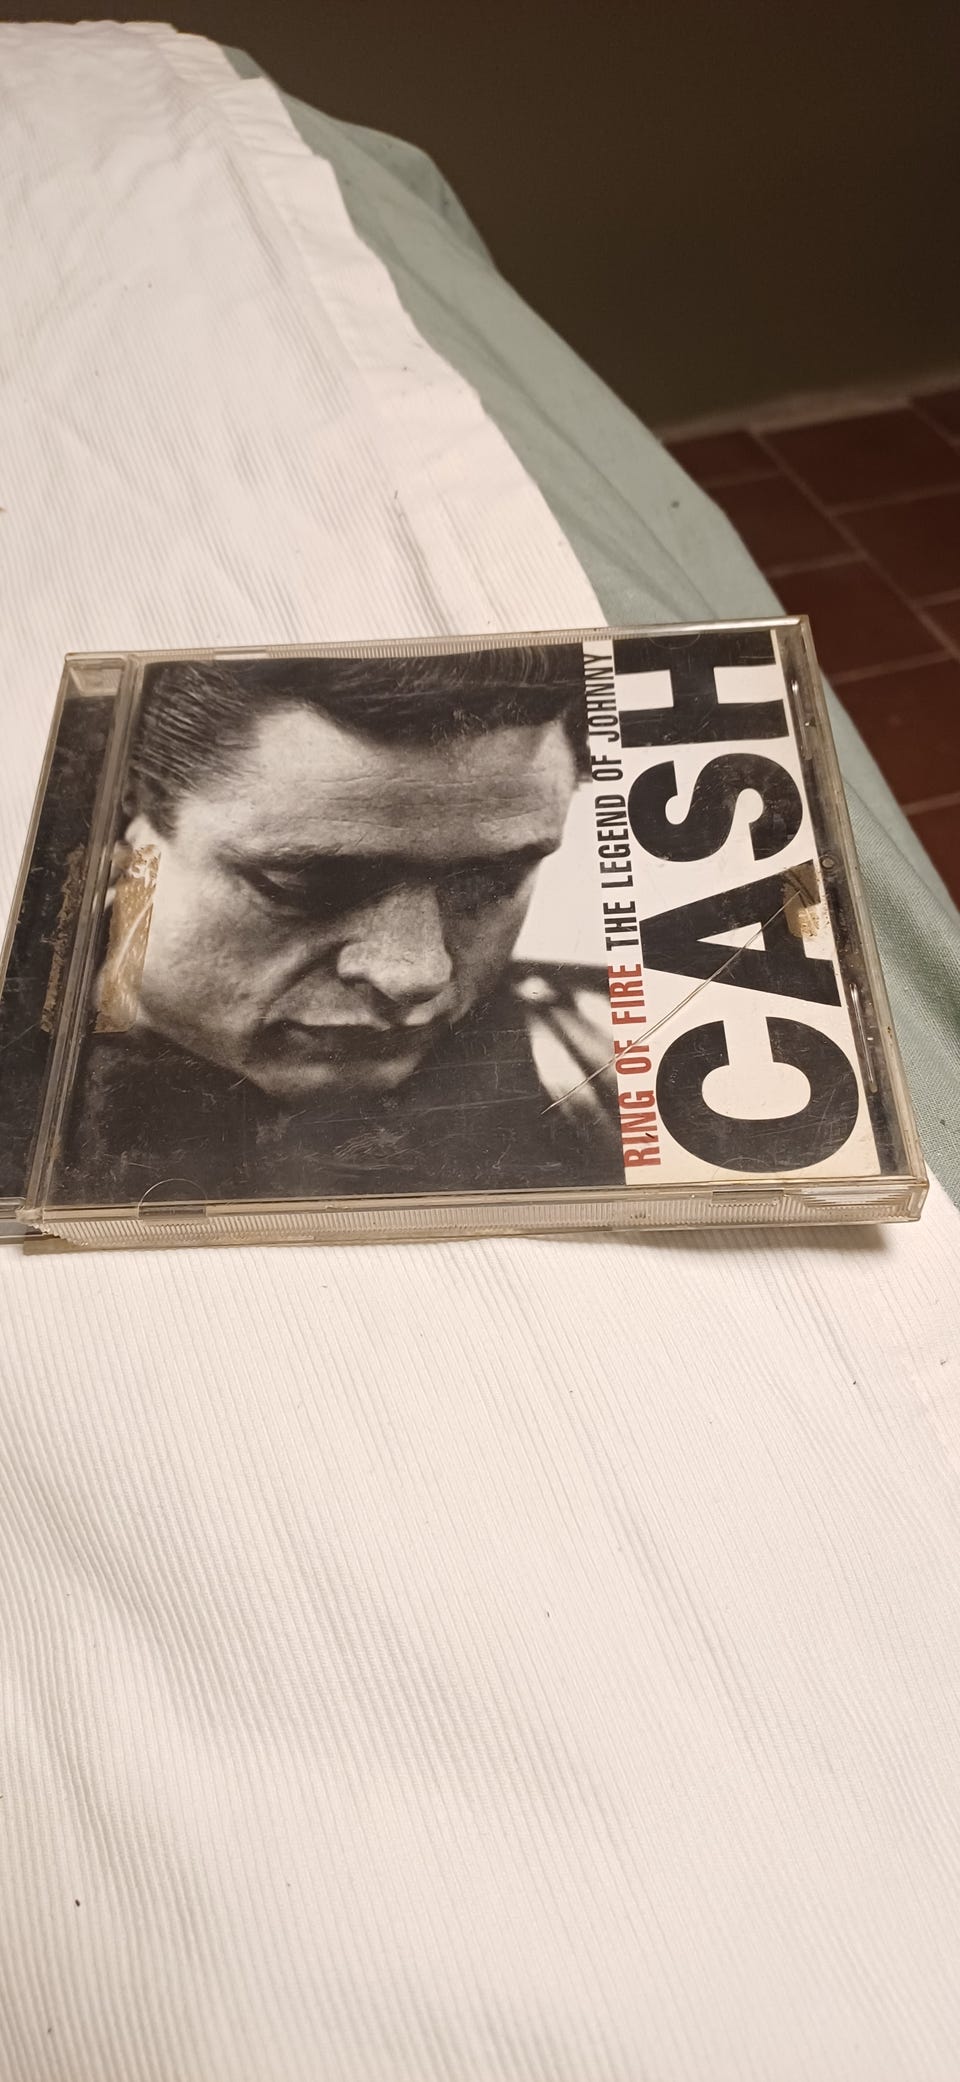 RING OF FIRE THE LEGEND OF JOHNNY
CASH